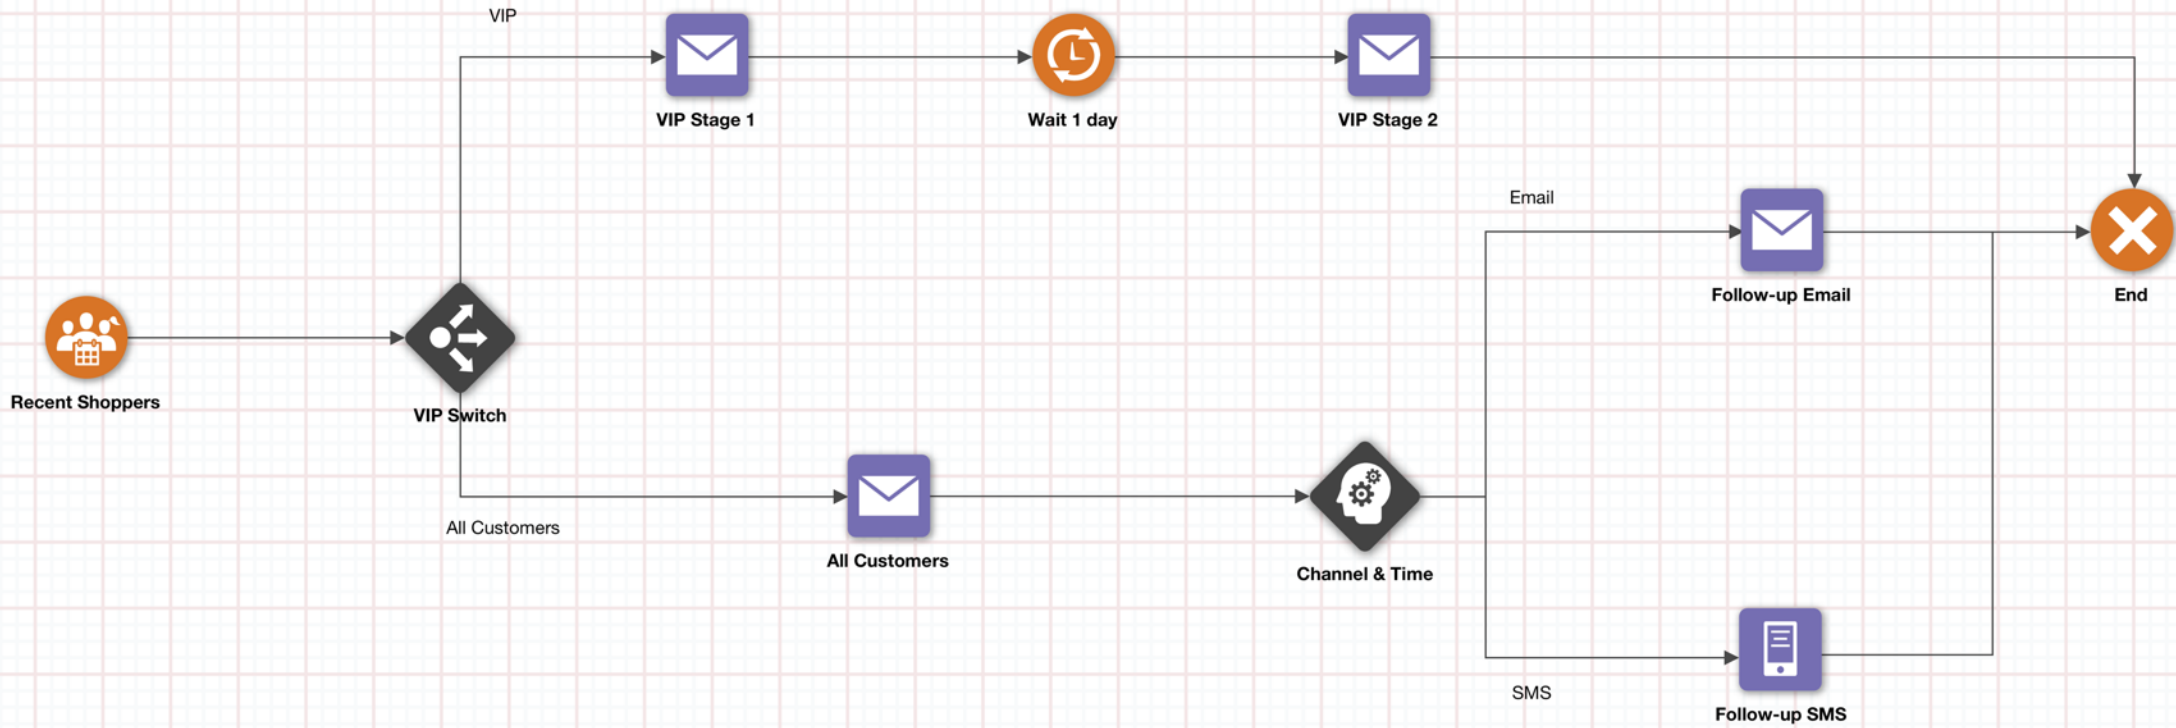 VIP
VIP Stage 1
Wait 1 day
VIP Stage 2
Email
Follow-up Email
End
Recent Shoppers
VIP Switch
All Customers
All Customers
Channel & Time
SMS
Follow-up SMS